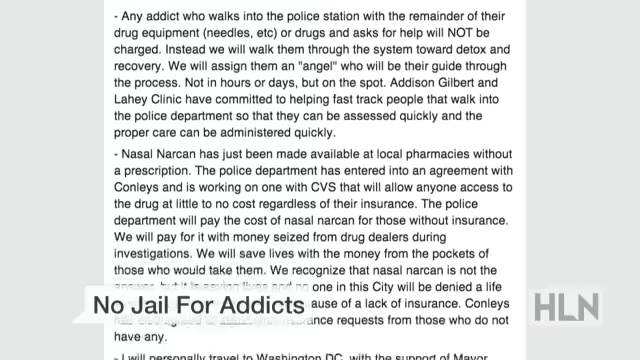 - Any addict who walks into the police station with the remainder of their
drug equipment (needles, etc) or drugs and asks for help will NOT be
charged. Instead we will walk them through the system toward detox and
recovery. We will assign them an "angel" who will be their guide through
the process. Not in hours or days, but on the spot. Addison Gilbert and
Lahey Clinic have committed to helping fast track people that walk into
the police department so that they can be assessed quickly and the
proper care can be administered quickly.
- Nasal Narcan has just been made available at local pharmacies without
a prescription. The police department has entered into an agreement with
Conleys and is working on one with CVS that will allow anyone access to
the drug at little to no cost regardless of their insurance. The police
department will pay the cost of nasal narcan for those without insurance.
We will pay for it with money seized from drug dealers during
investigations. We will save lives with the money from the pockets of
those who would take them. We recognize that nasal narcan is not the
one in this City will be denied a life
ause of a lack of insurance. Conleys
ance requests from those who do not
have any.
- I will personally travel to Washington DC, with the support of Mayor
No Jail For Addicts
HLN